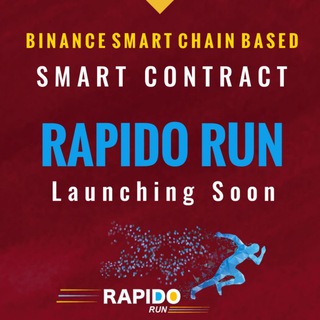 BINANCE SMART CHAIN BASED
SMART CONTRACT
RAPIDO RUN
Launching Soon
RAPIDO
RUN